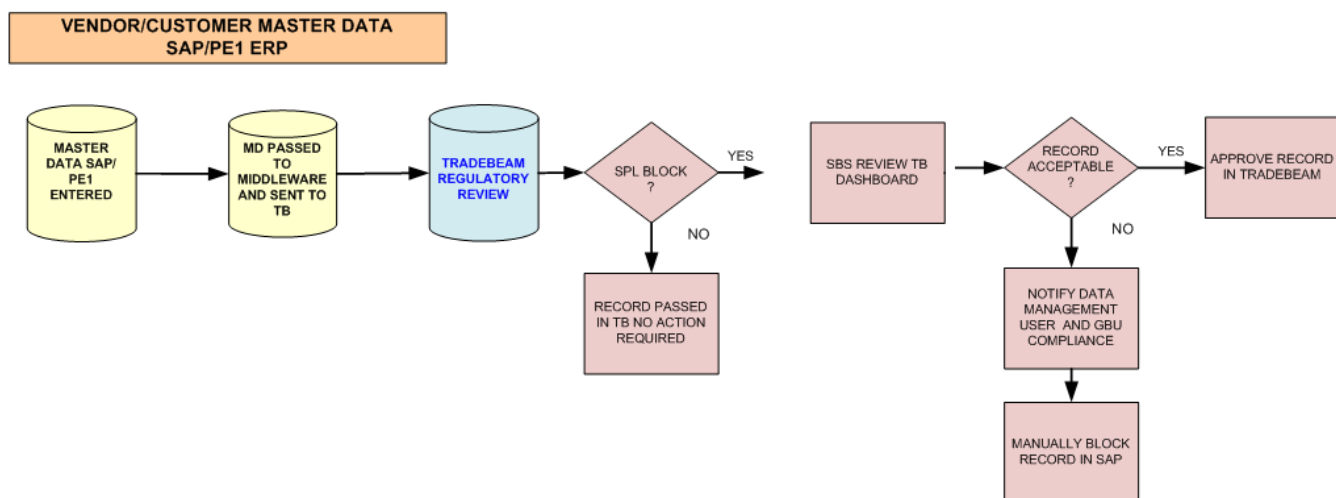 VENDOR/CUSTOMER MASTER DATA
SAP/PE1 ERP
MASTER
DATA SAP/
PE1
ENTERED
MD PASSED
TO
MIDDLEWARE
AND SENT TO
TB
TRADEBEAM
REGULATORY
REVIEW
SPL BLOCK
?
YES
NO
RECORD PASSED
IN TB NO ACTION
REQUIRED
SBS REVIEW TB
DASHBOARD
RECORD
ACCEPTABLE
?
YES
APPROVE RECORD
IN TRADEBEAM
NO
NOTIFY DATA
MANAGEMENT
USER AND GBU
COMPLIANCE
MANUALLY BLOCK
RECORD IN SAP